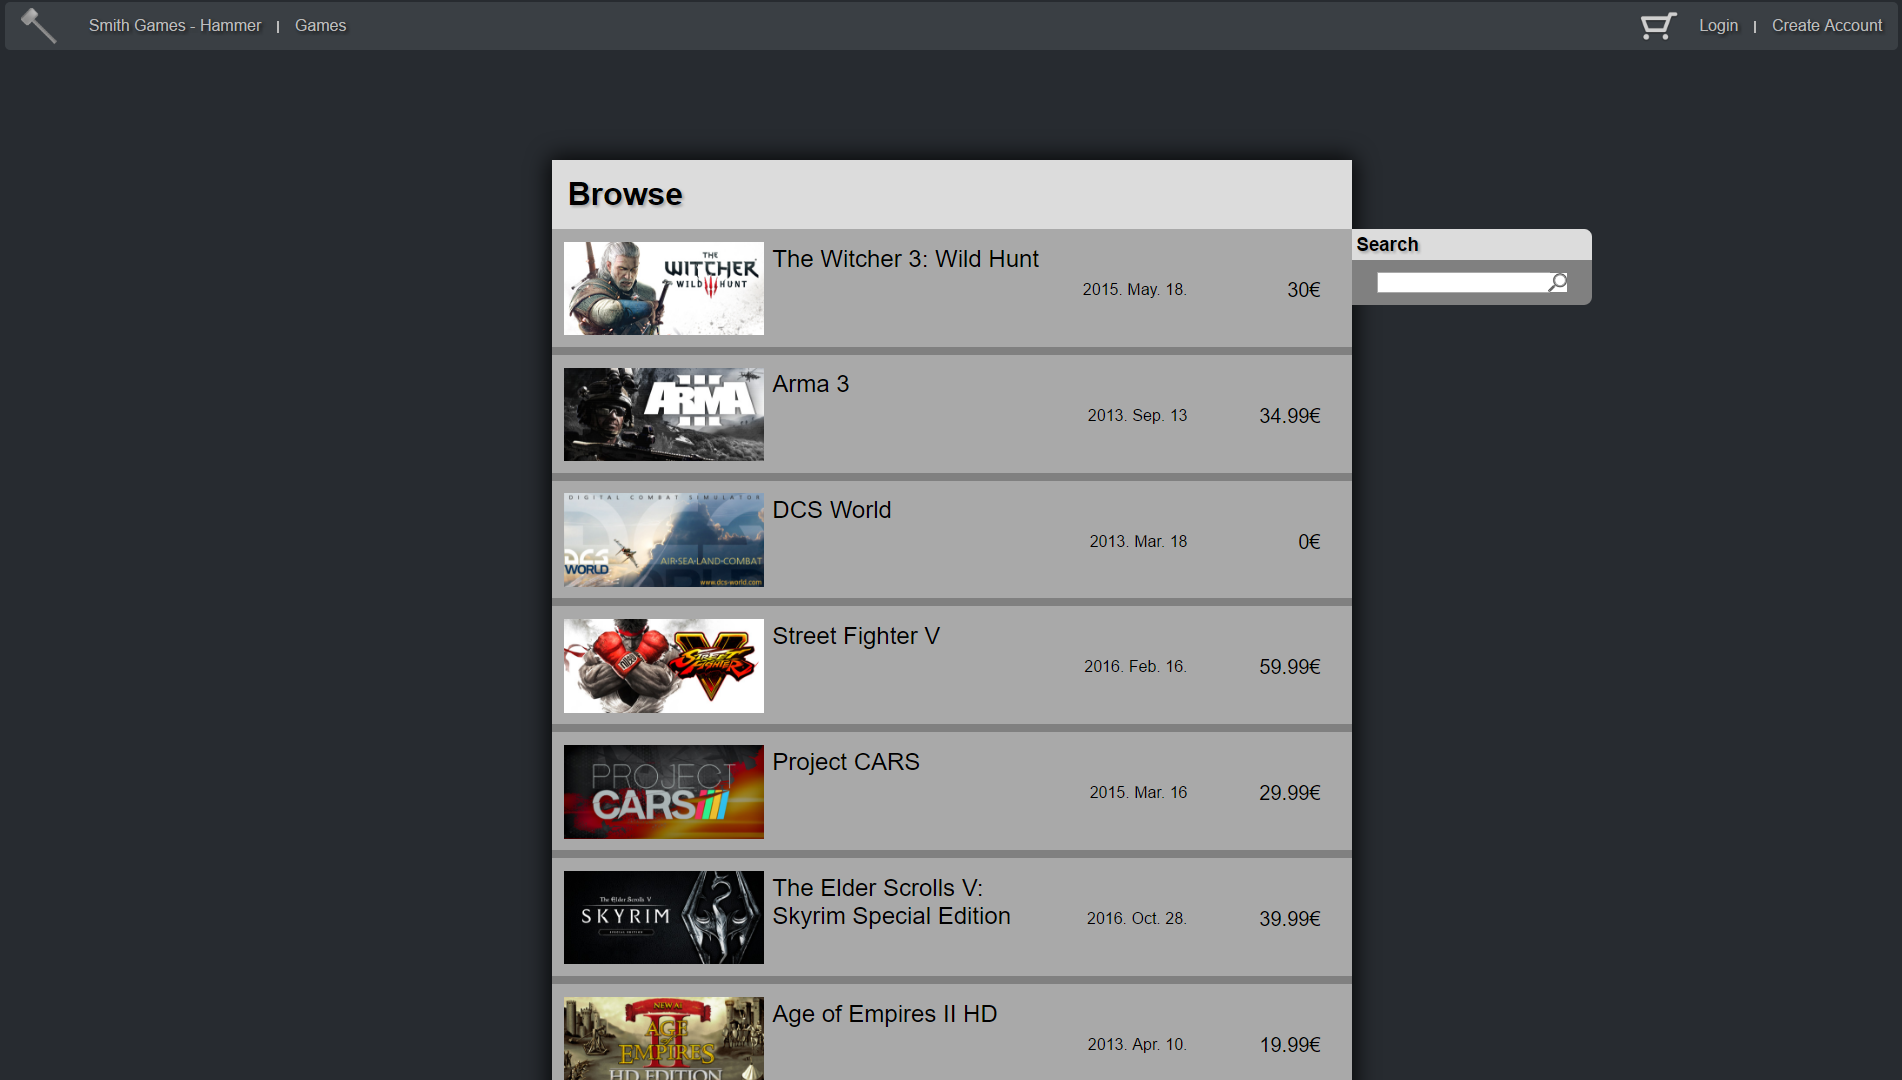 Smith Games - Hammer | Games
Login | Create Account
Browse
Search
THE
WITCHER
WILD HUNT
The Witcher 3: Wild Hunt
2015. May. 18.
30€
ARMA
III
Arma 3
2013. Sep. 13
34.99€
DIGITAL COMBAT SIMULATOR
DCS
WORLD
AIR-SEA-LAND-COMBAT
www.dcs-world.com
DCS World
2013. Mar. 18
0€
STREET
FIGHTER
V
Street Fighter V
2016. Feb. 16.
59.99€
PROJECT
CARS
Project CARS
2015. Mar. 16
29.99€
The Elder Scrolls V
SKYRIM
SPECIAL EDITION
The Elder Scrolls V:
Skyrim Special Edition
2016. Oct. 28.
39.99€
AGE
of
EMPIRES
II
HD EDITION
Age of Empires II HD
2013. Apr. 10.
19.99€